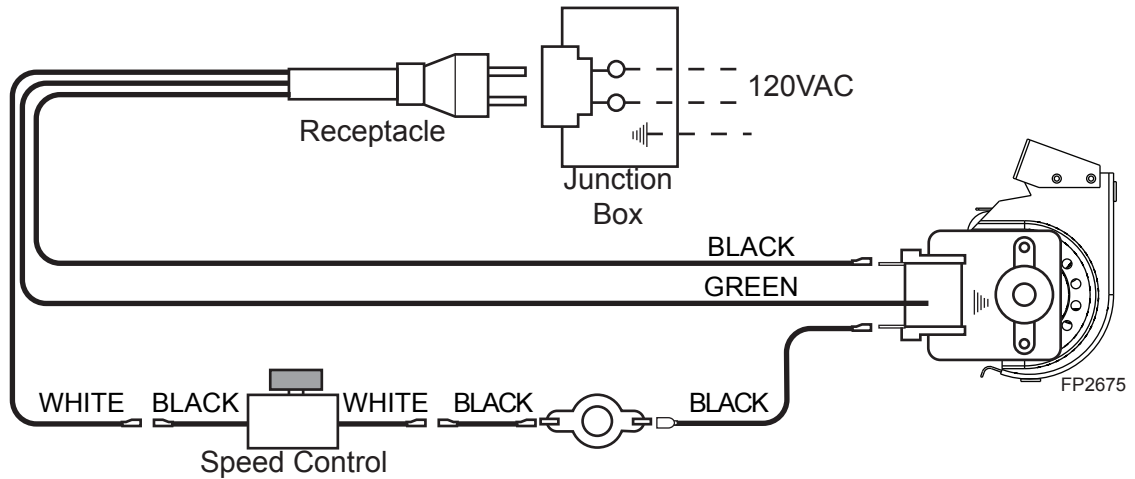 120VAC
Receptacle
Junction
Box
BLACK
GREEN
FP2675
WHITE BLACK WHITE BLACK BLACK
Speed Control